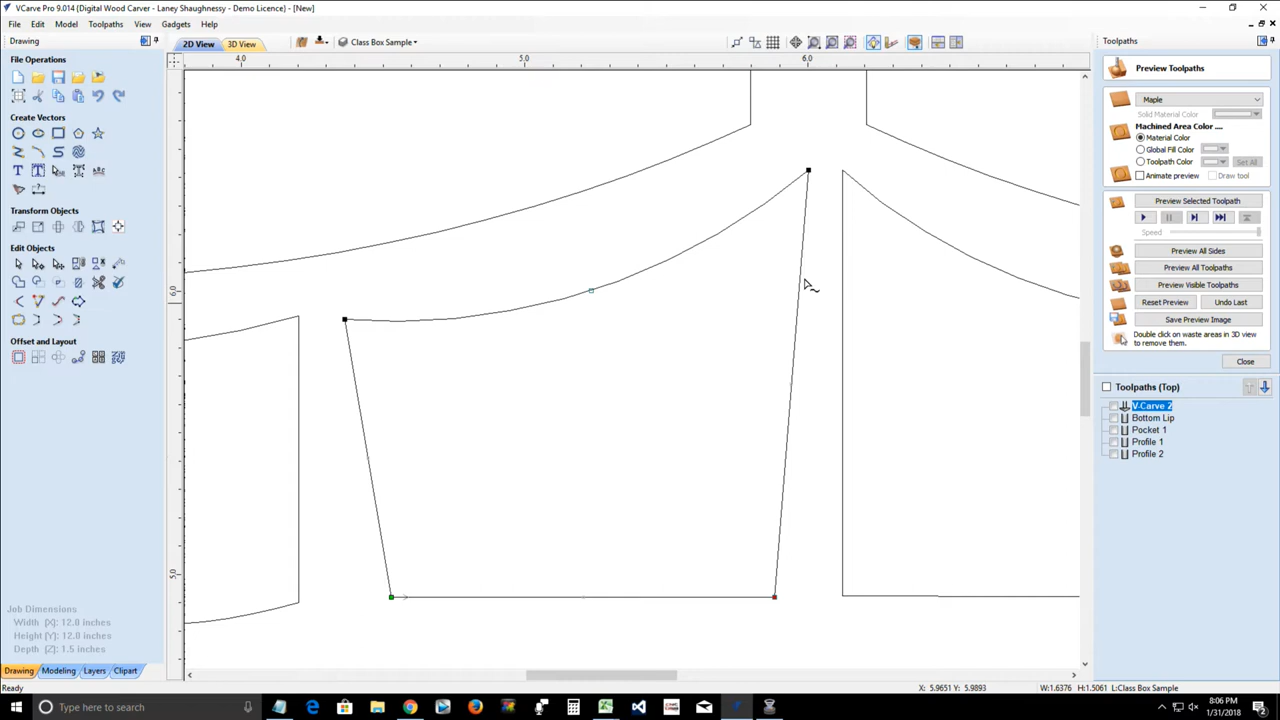 VCarve Pro 9.014 (Digital Wood Carver - Laney Shaughnessy - Demo Licence) - [New]
File Edit Model Toolpaths View Gadgets Help
Drawing
2D View
3D View
Class Box Sample
Toolpaths
File Operations
Create Vectors
Transform Objects
Edit Objects
Offset and Layout
Job Dimensions
Width (X): 12.0 inches
Height (Y): 12.0 inches
Depth (Z): 1.5 inches
Drawing Modeling Layers Clipart
4.0 5.0 6.0
6.0
5.0
Preview Toolpaths
Maple
Solid Material Color
Machined Area Color ....
Material Color
Global Fill Color
Toolpath Color
Set All
Animate preview
Draw tool
Preview Selected Toolpath
Speed
Preview All Sides
Preview All Toolpaths
Preview Visible Toolpaths
Reset Preview
Undo Last
Save Preview Image
Double click on waste areas in 3D view
to remove them.
Close
Toolpaths (Top)
V-Carve 2
Bottom Lip
Pocket 1
Profile 1
Profile 2
Ready
X: 5.9651 Y: 5.9893
W:1.6376 H:1.5061 L:Class Box Sample
Type here to search
8:06 PM
1/31/2018
2